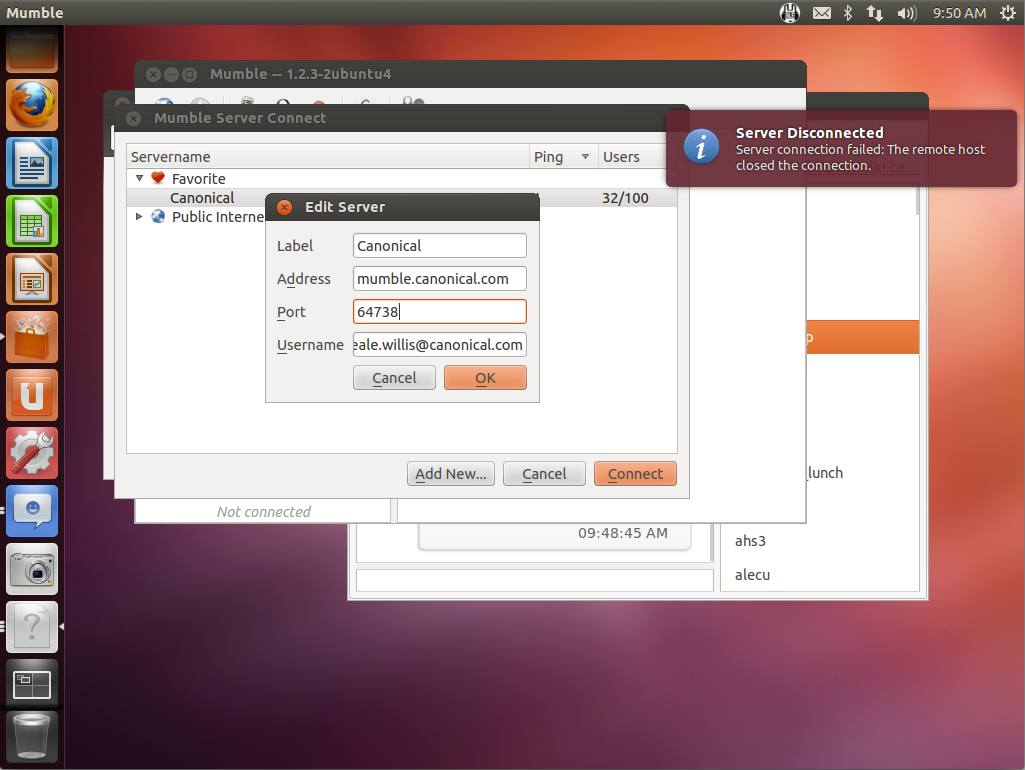 Mumble
9:50 AM
Mumble -- 1.2.3-2ubuntu4
Mumble Server Connect
Server Disconnected
Server connection failed: The remote host
closed the connection.
Servername Ping Users
Favorite
Canonical 32/100
Public Interne
Edit Server
Label Canonical
Address mumble.canonical.com
Port 64738
Username eale.willis@canonical.com
Cancel OK
Add New... Cancel Connect
_lunch
Not connected
09:48:45 AM
ahs3
alecu